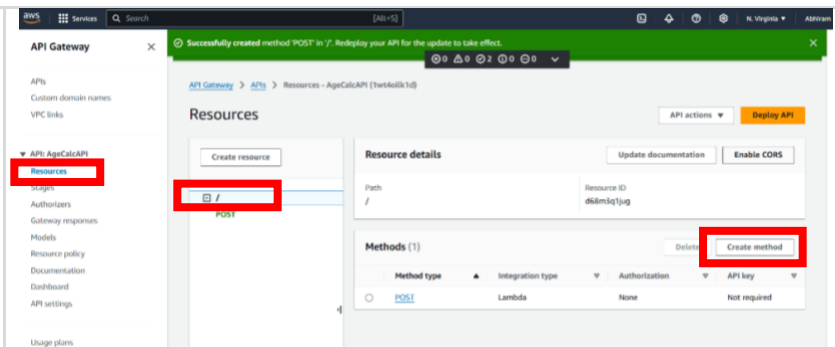 aws Services Search [Alt+S] N. Virginia ▼ Abhiram
API Gateway ×
Successfully created method 'POST' in '/'. Redeploy your API for the update to take effect. ×
0 0 2 0 0
APIs
Custom domain names
VPC links
▼ API: AgeCalcAPI
Resources
Stages
Authorizers
Gateway responses
Models
Resource policy
Documentation
Dashboard
API settings
Usage plans
API Gateway > APIs > Resources - AgeCalcAPI
Resources
API actions ▼ Deploy API
Create resource
/
POST
Resource details
Update documentation Enable CORS
Path
/
Resource ID
d68m3q1jug
Methods (1)
Delete Create method
Method type Integration type Authorization API key
POST Lambda None Not required